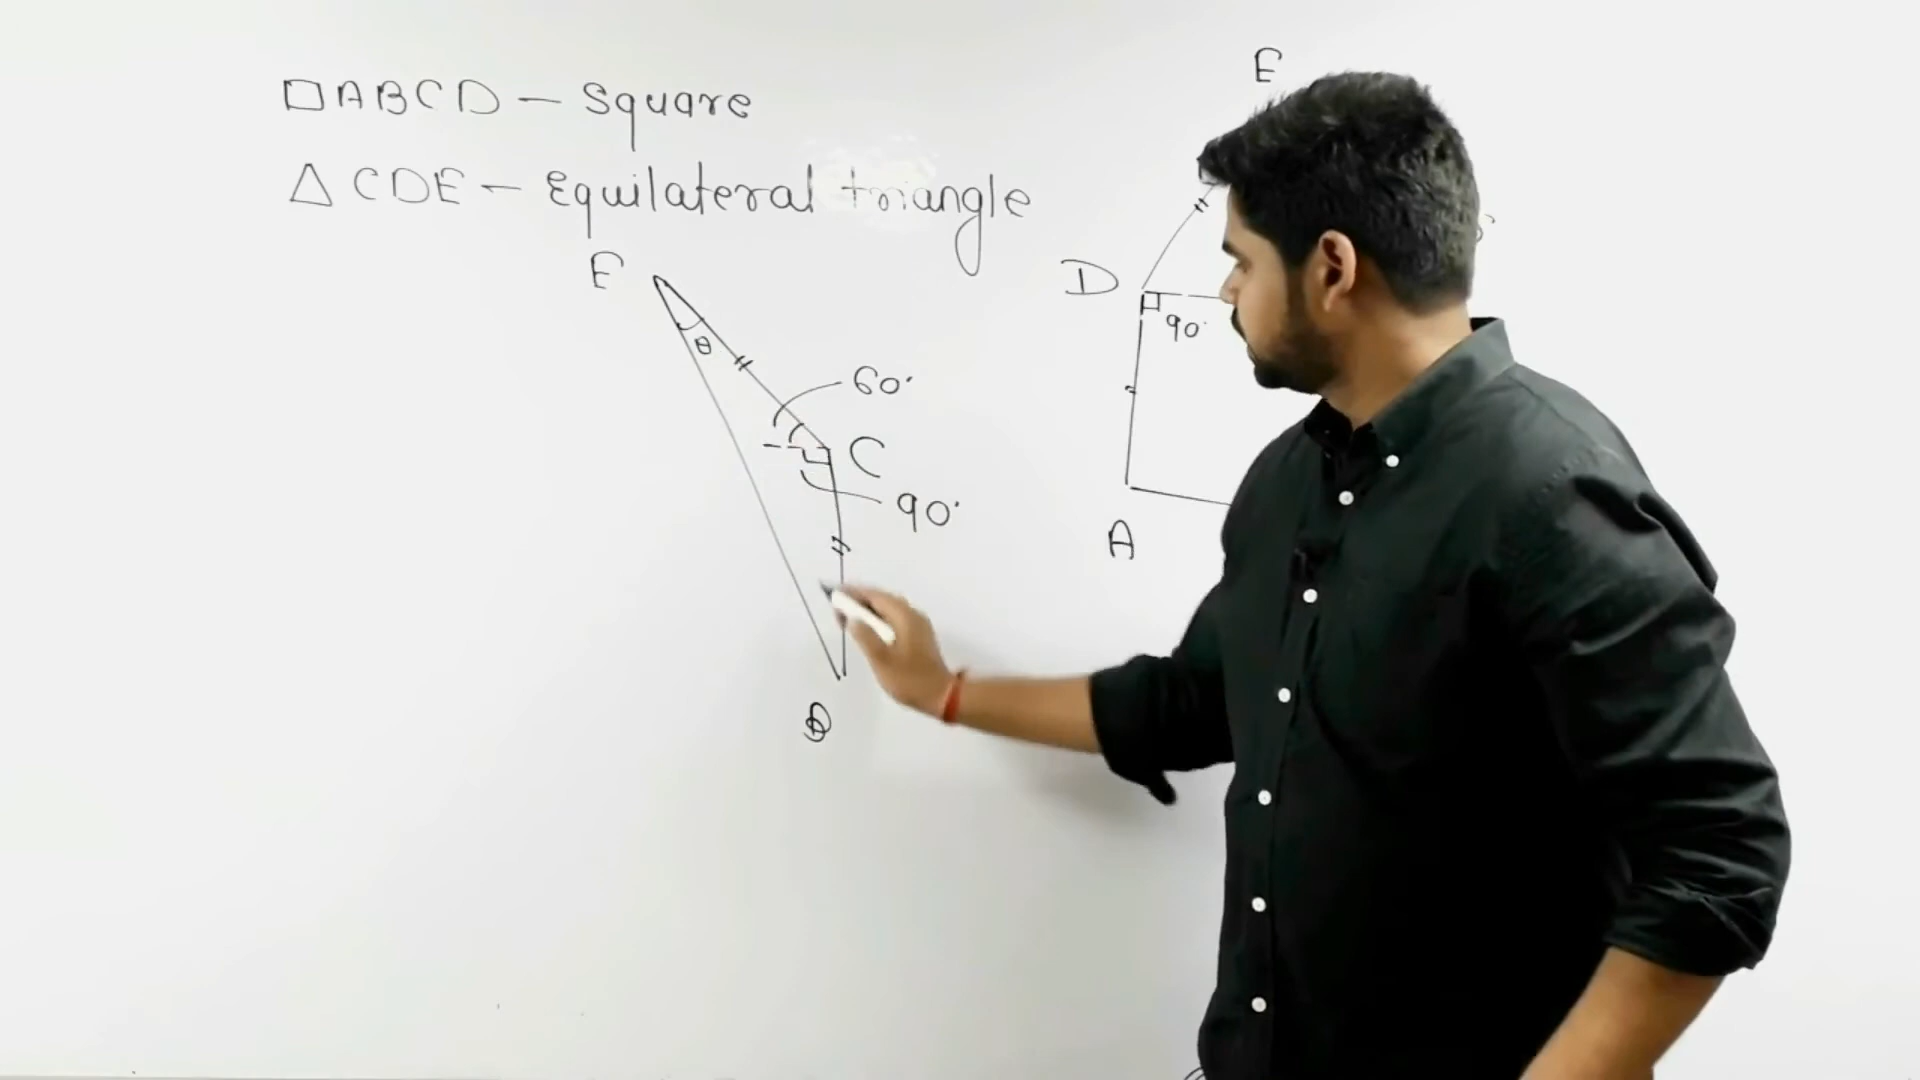 □ABCD - Square
△CDE - Equilateral triangle
E
θ
60°
C
90°
B
E
D
90°
A